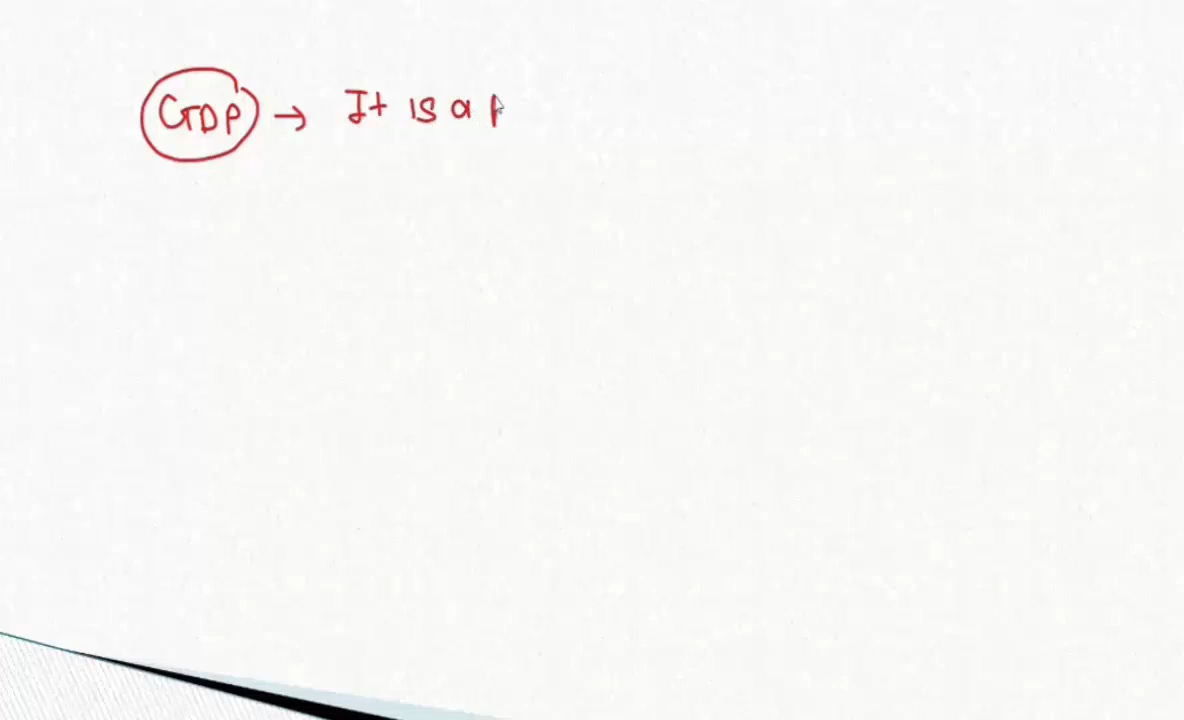 GDP → It is a